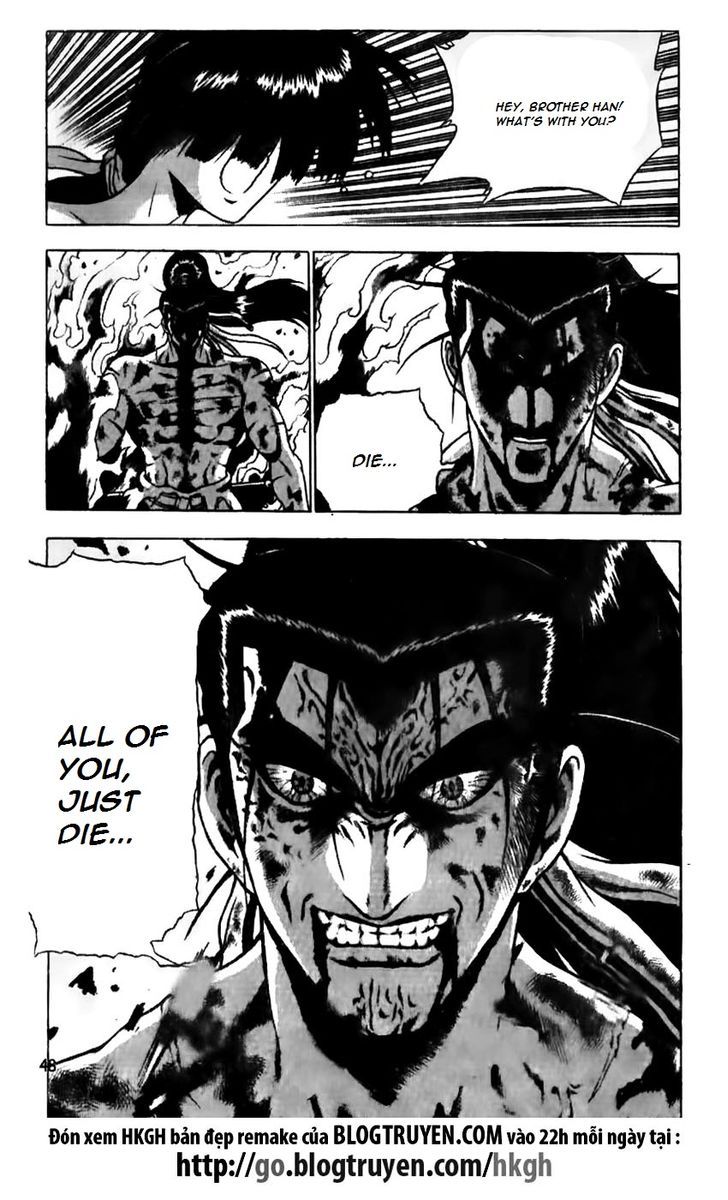 HEY, BROTHER HAN!
WHAT'S WITH YOU?
DIE...
ALL OF
YOU,
JUST
DIE...
48
Đón xem HKGH bản đẹp remake của BLOGTRUYEN.COM vào 22h mỗi ngày tại :
http://go.blogtruyen.com/hkgh